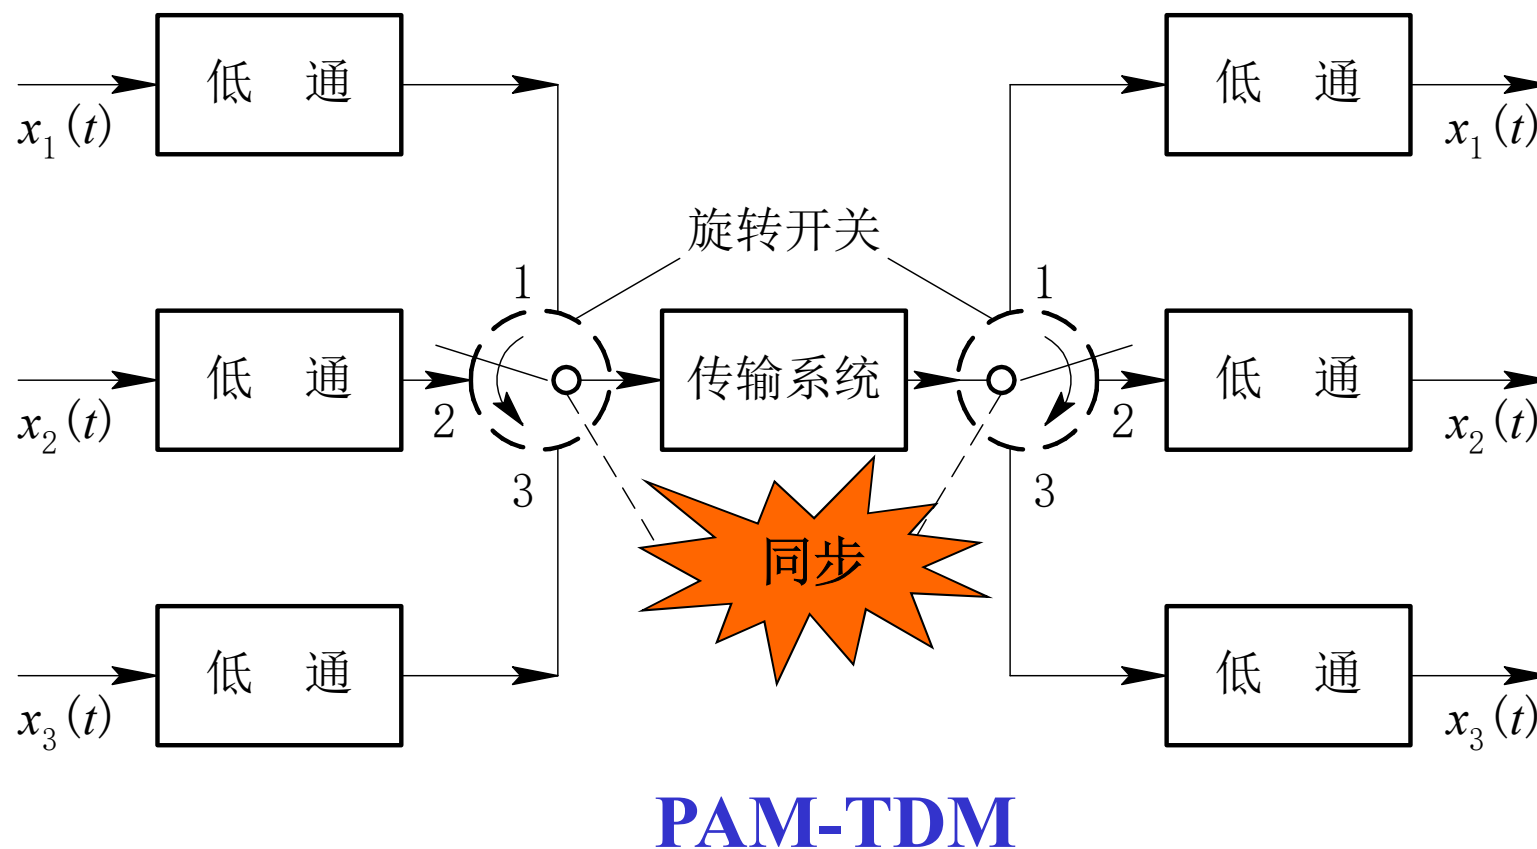 低 通
低 通
x₁(t)
x₁(t)
旋转开关
1
1
低 通
传输系统
低 通
x₂(t)
2
2
x₂(t)
3
3
同步
低 通
低 通
x₃(t)
x₃(t)
PAM-TDM